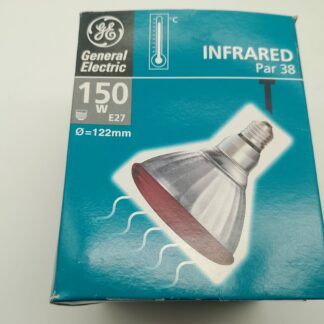 GE
°C
General
Electric
INFRARED
Par 38
150
W
E27
Ø=122mm